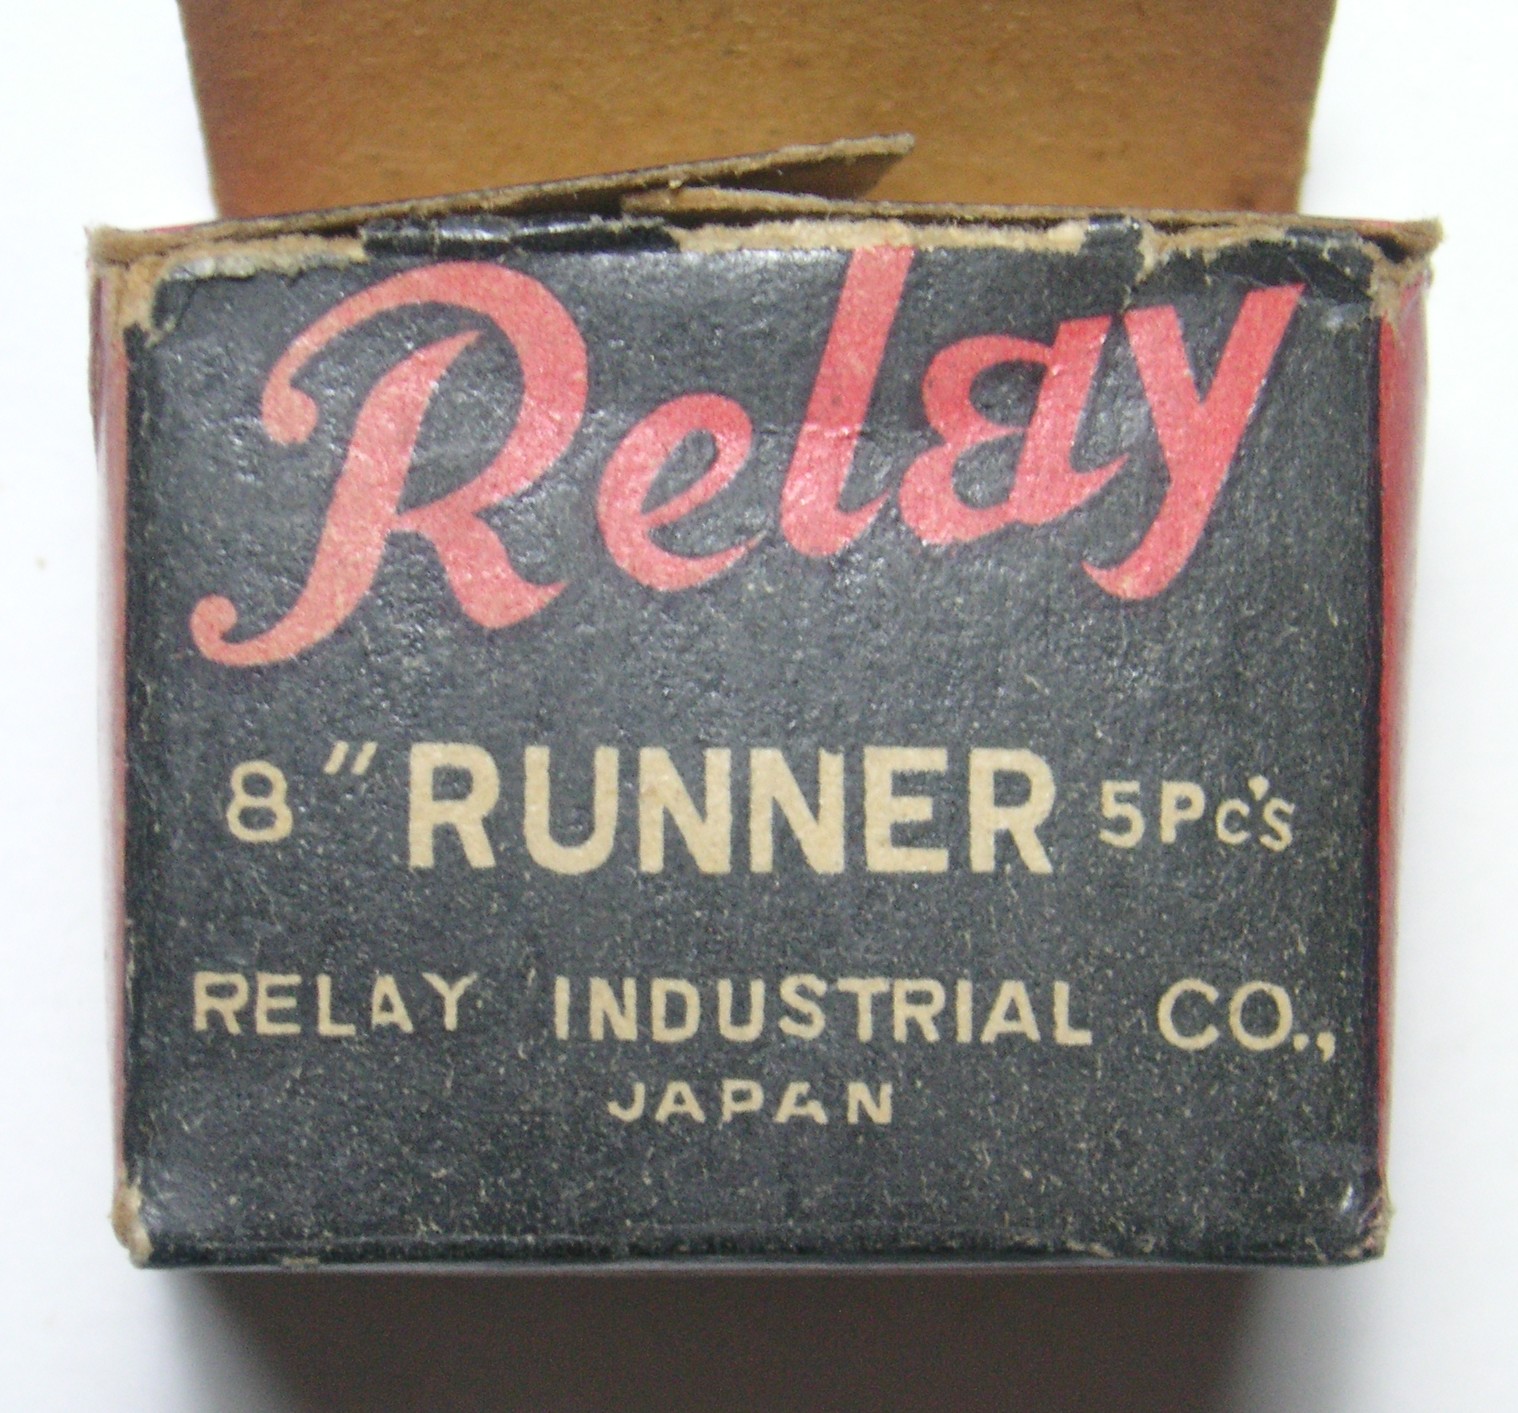 Relay
8" RUNNER 5Pc's
RELAY INDUSTRIAL CO.,
JAPAN